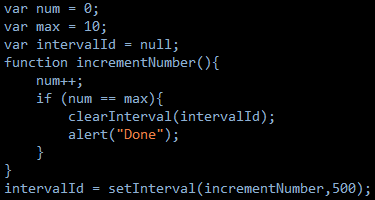 var num = 0;
var max = 10;
var intervalId = null;
function incrementNumber(){
    num++;
    if (num == max){
        clearInterval(intervalId);
        alert("Done");
    }
}
intervalId = setInterval(incrementNumber,500);